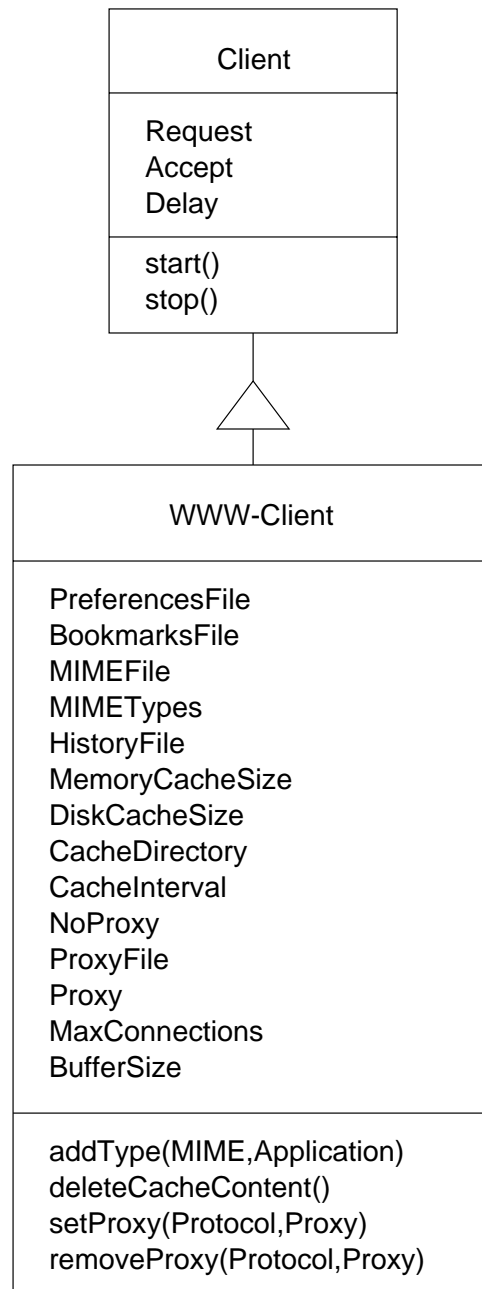 Client
Request
Accept
Delay
start()
stop()
WWW-Client
PreferencesFile
BookmarksFile
MIMEFile
MIMETypes
HistoryFile
MemoryCacheSize
DiskCacheSize
CacheDirectory
CacheInterval
NoProxy
ProxyFile
Proxy
MaxConnections
BufferSize
addType(MIME,Application)
deleteCacheContent()
setProxy(Protocol,Proxy)
removeProxy(Protocol,Proxy)